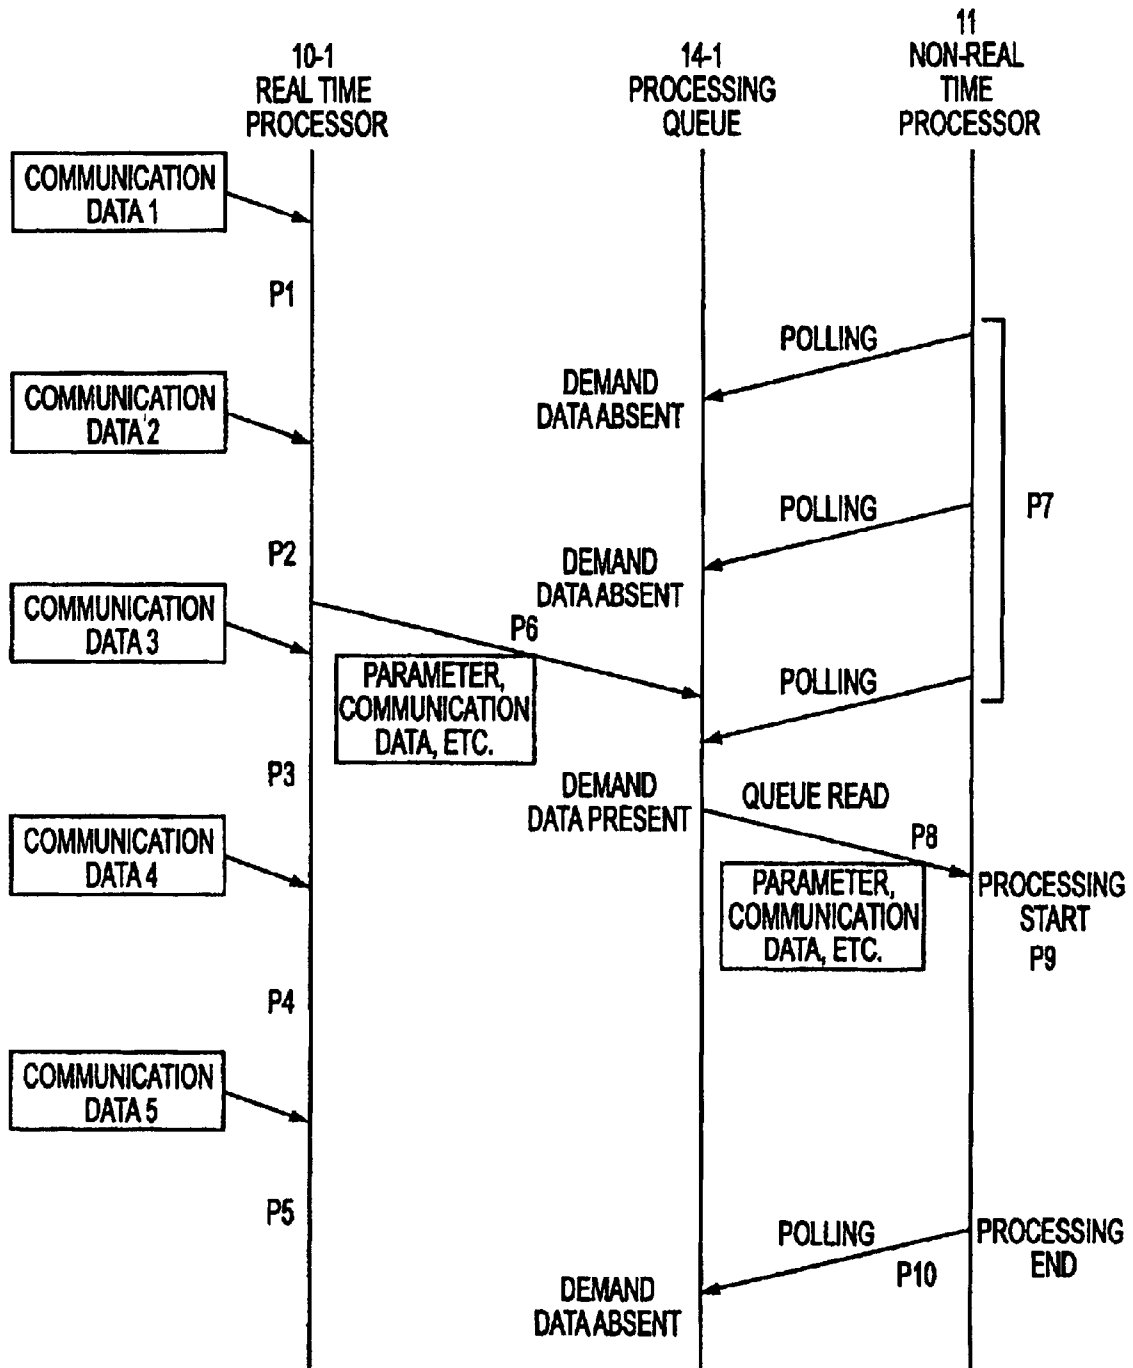 10-1
REAL TIME
PROCESSOR
14-1
PROCESSING
QUEUE
11
NON-REAL
TIME
PROCESSOR
COMMUNICATION
DATA 1
P1
POLLING
DEMAND
DATA ABSENT
COMMUNICATION
DATA 2
POLLING
P7
P2
DEMAND
DATA ABSENT
COMMUNICATION
DATA 3
P6
PARAMETER,
COMMUNICATION
DATA, ETC.
POLLING
P3
DEMAND
DATA PRESENT
QUEUE READ
P8
COMMUNICATION
DATA 4
PARAMETER,
COMMUNICATION
DATA, ETC.
PROCESSING
START
P9
P4
COMMUNICATION
DATA 5
P5
POLLING
P10
PROCESSING
END
DEMAND
DATA ABSENT